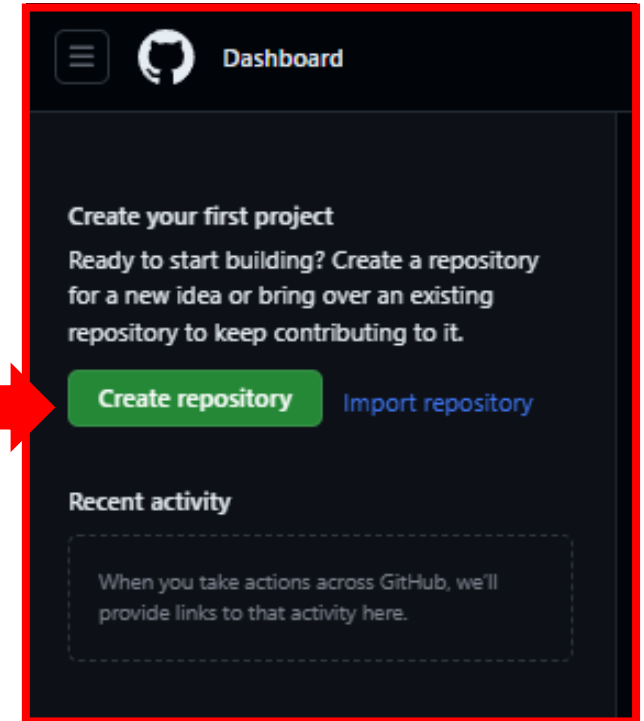 Dashboard
Create your first project
Ready to start building? Create a repository
for a new idea or bring over an existing
repository to keep contributing to it.
Create repository
Import repository
Recent activity
When you take actions across GitHub, we'll
provide links to that activity here.